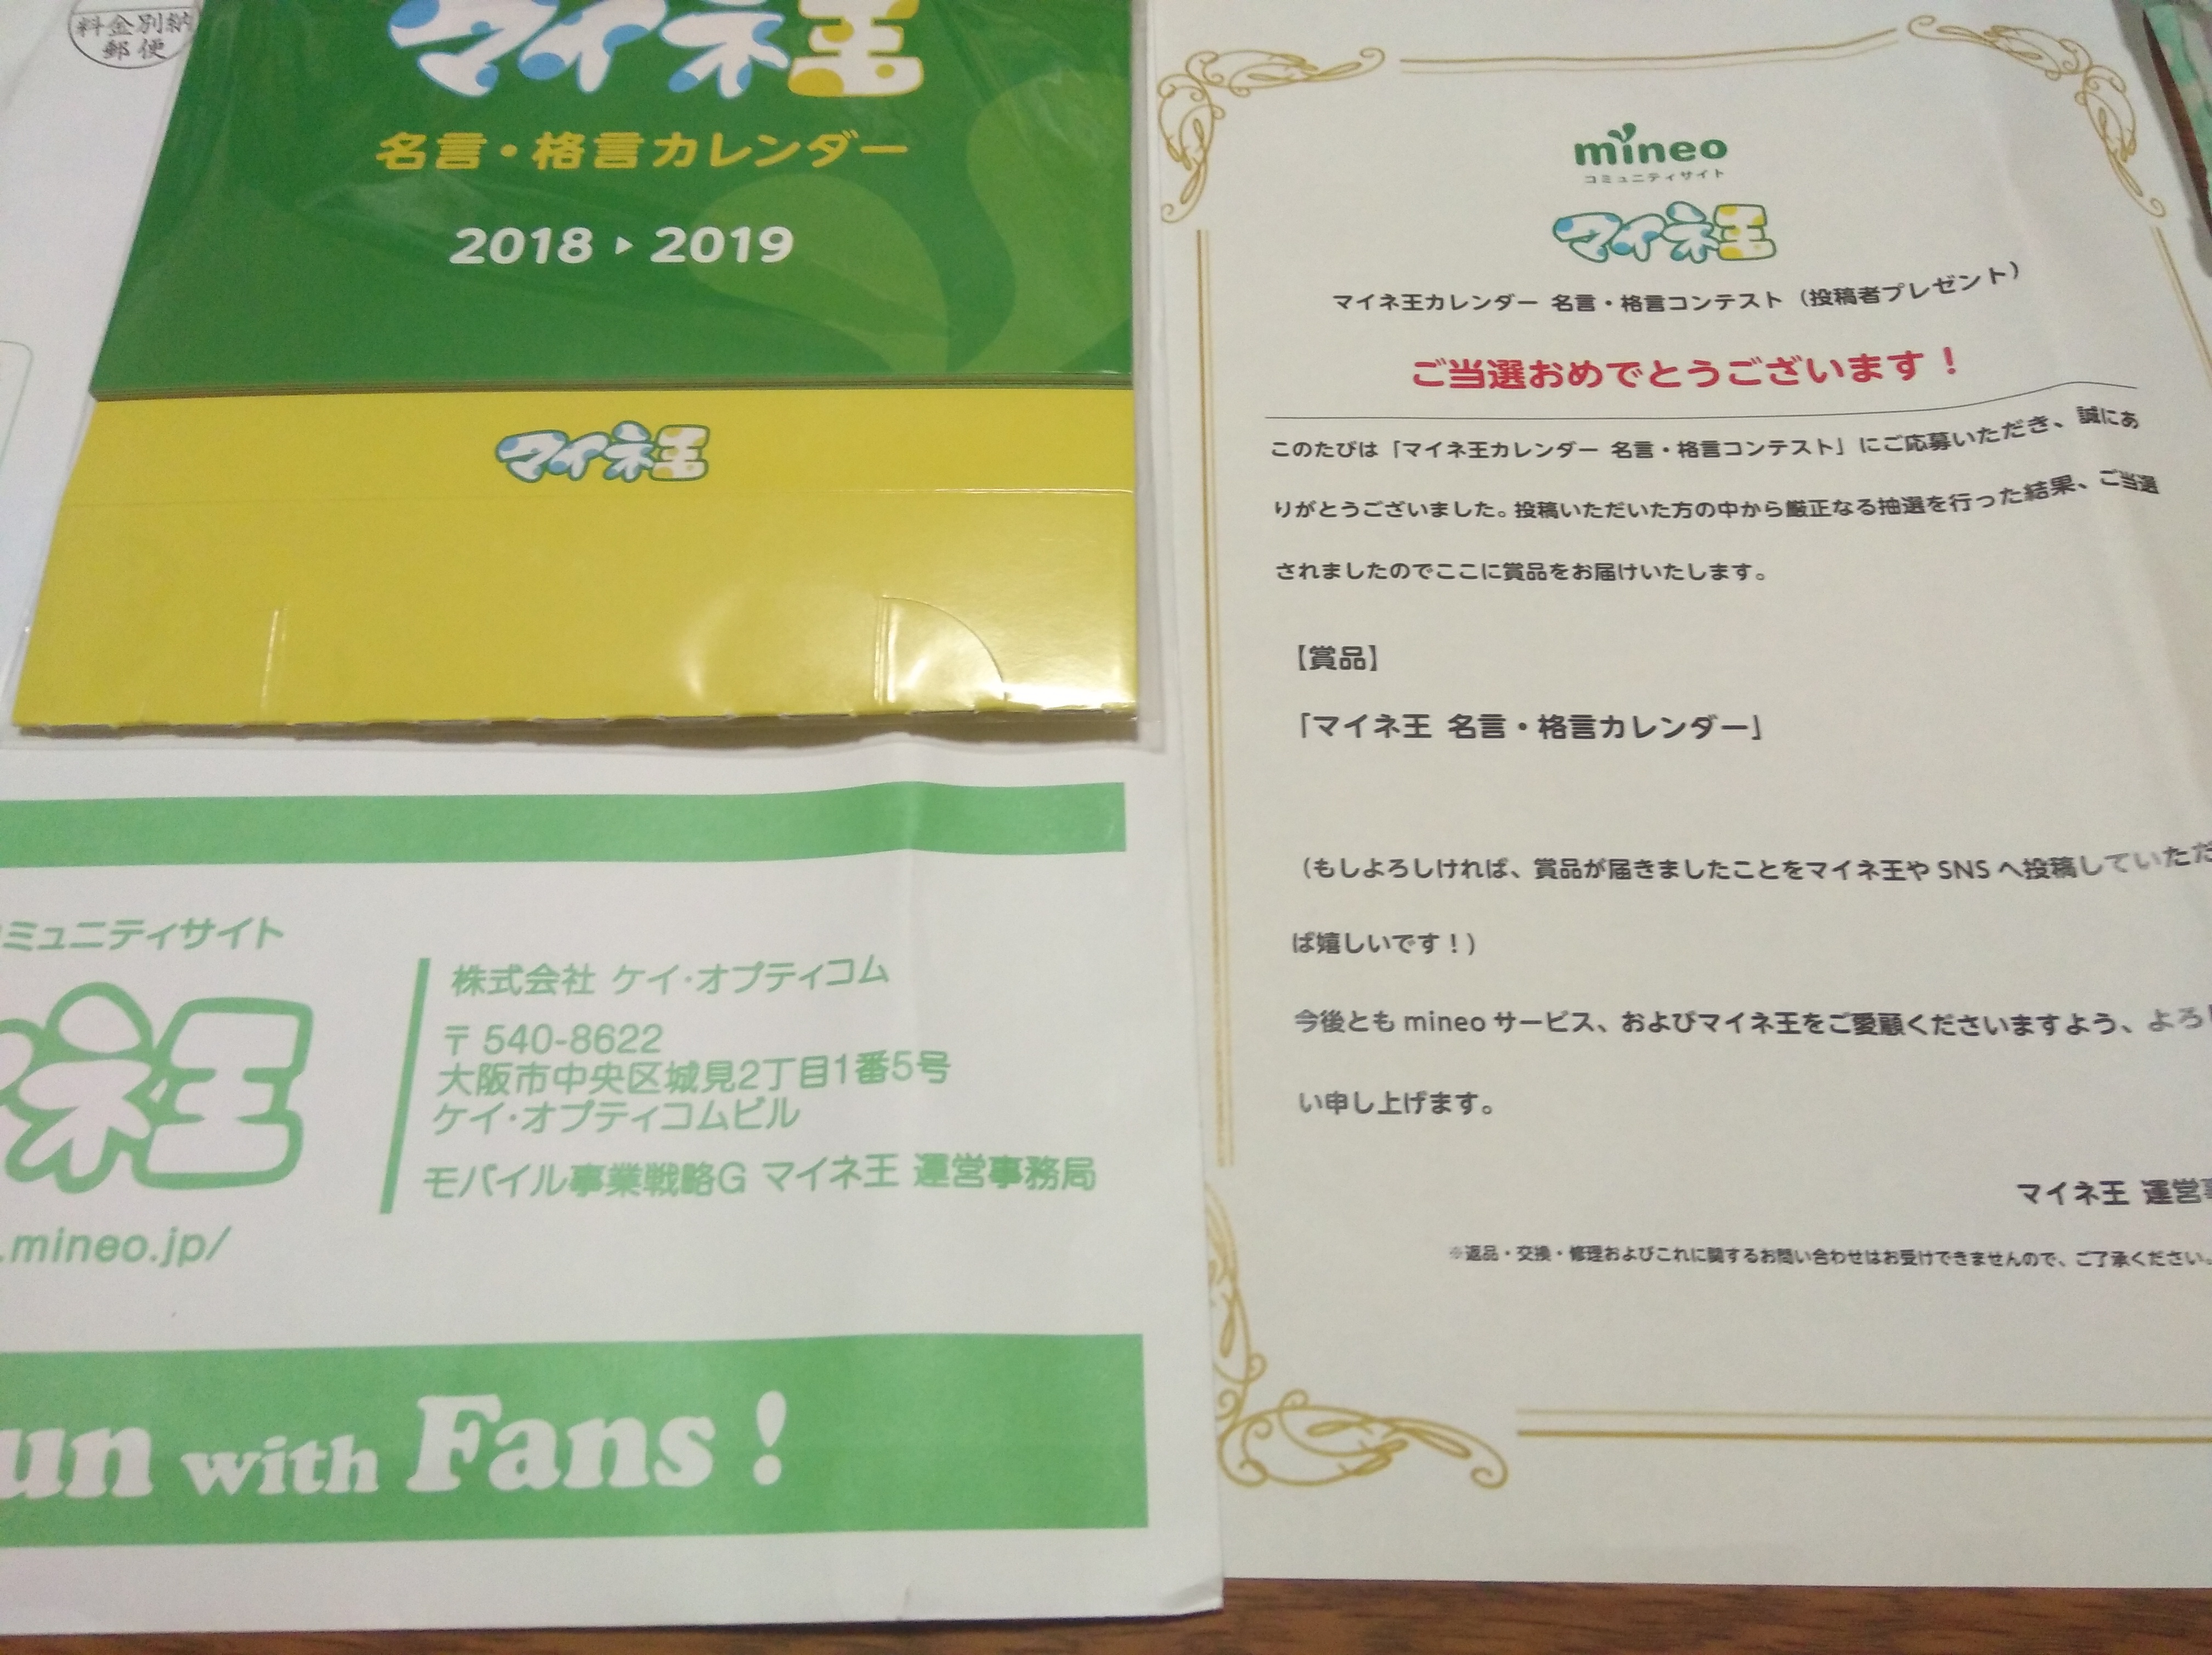 料金別納
郵便
マイネ王
名言・格言カレンダー
2018 ▸ 2019
マイネ王
コミュニティサイト
ネ王
.mineo.jp/
株式会社 ケイ・オプティコム
〒540-8622
大阪市中央区城見2丁目1番5号
ケイ・オプティコムビル
モバイル事業戦略G マイネ王 運営事務局
un with Fans !
mineo
コミュニティサイト
マイネ王
マイネ王カレンダー 名言・格言コンテスト（投稿者プレゼント）
ご当選おめでとうございます！
このたびは「マイネ王カレンダー 名言・格言コンテスト」にご応募いただき、誠にあ
りがとうございました。投稿いただいた方の中から厳正なる抽選を行った結果、ご当選
されましたのでここに賞品をお届けいたします。
【賞品】
「マイネ王 名言・格言カレンダー」
（もしよろしければ、賞品が届きましたことをマイネ王や SNS へ投稿していただ
ば嬉しいです！）
今後とも mineo サービス、およびマイネ王をご愛顧くださいますよう、よろし
い申し上げます。
マイネ王 運営事
※返品・交換・修理およびこれに関するお問い合わせはお受けできませんので、ご了承ください。